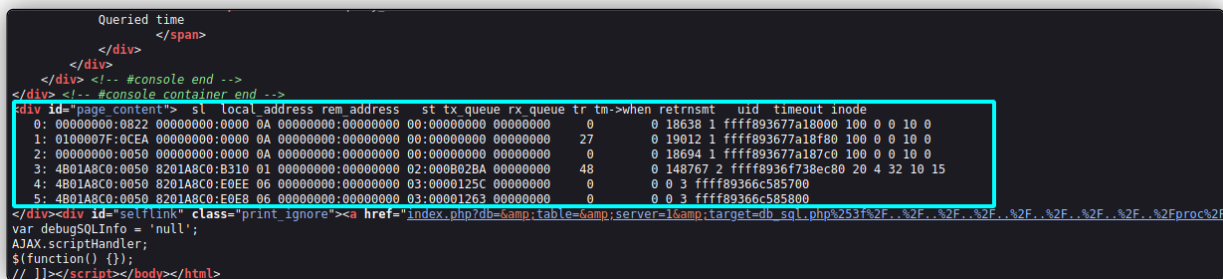 Queried time
</span>
</div>
</div>
</div> <!-- #console end -->
</div> <!-- #console container end -->
<div id="page_content">  sl  local_address rem_address   st tx_queue rx_queue tr tm->when retrnsmt   uid  timeout inode
0: 00000000:0822 00000000:0000 0A 00000000:00000000 00:00000000 00000000     0        0 18638 1 ffff893677a18000 100 0 0 10 0
1: 0100007F:0CEA 00000000:0000 0A 00000000:00000000 00:00000000 00000000    27        0 19012 1 ffff893677a18f80 100 0 0 10 0
2: 00000000:0050 00000000:0000 0A 00000000:00000000 00:00000000 00000000     0        0 18694 1 ffff893677a187c0 100 0 0 10 0
3: 4B01A8C0:0050 8201A8C0:B310 01 00000000:00000000 02:000B02BA 00000000    48        0 148767 2 ffff8936f738ec80 20 4 32 10 15
4: 4B01A8C0:0050 8201A8C0:E0EE 06 00000000:00000000 03:0000125C 00000000     0        0 0 3 ffff89366c585700
5: 4B01A8C0:0050 8201A8C0:E0E8 06 00000000:00000000 03:00001263 00000000     0        0 0 3 ffff89366c585800
</div><div id="selflink" class="print_ignore"><a href="index.php?db=&amp;table=&amp;server=1&amp;target=db_sql.php%253f%2F..%2F..%2F..%2F..%2F..%2F..%2F..%2F..%2Fproc%2F
var debugSQLInfo = 'null';
AJAX.scriptHandler;
$(function() {});
// ]]></script></body></html>